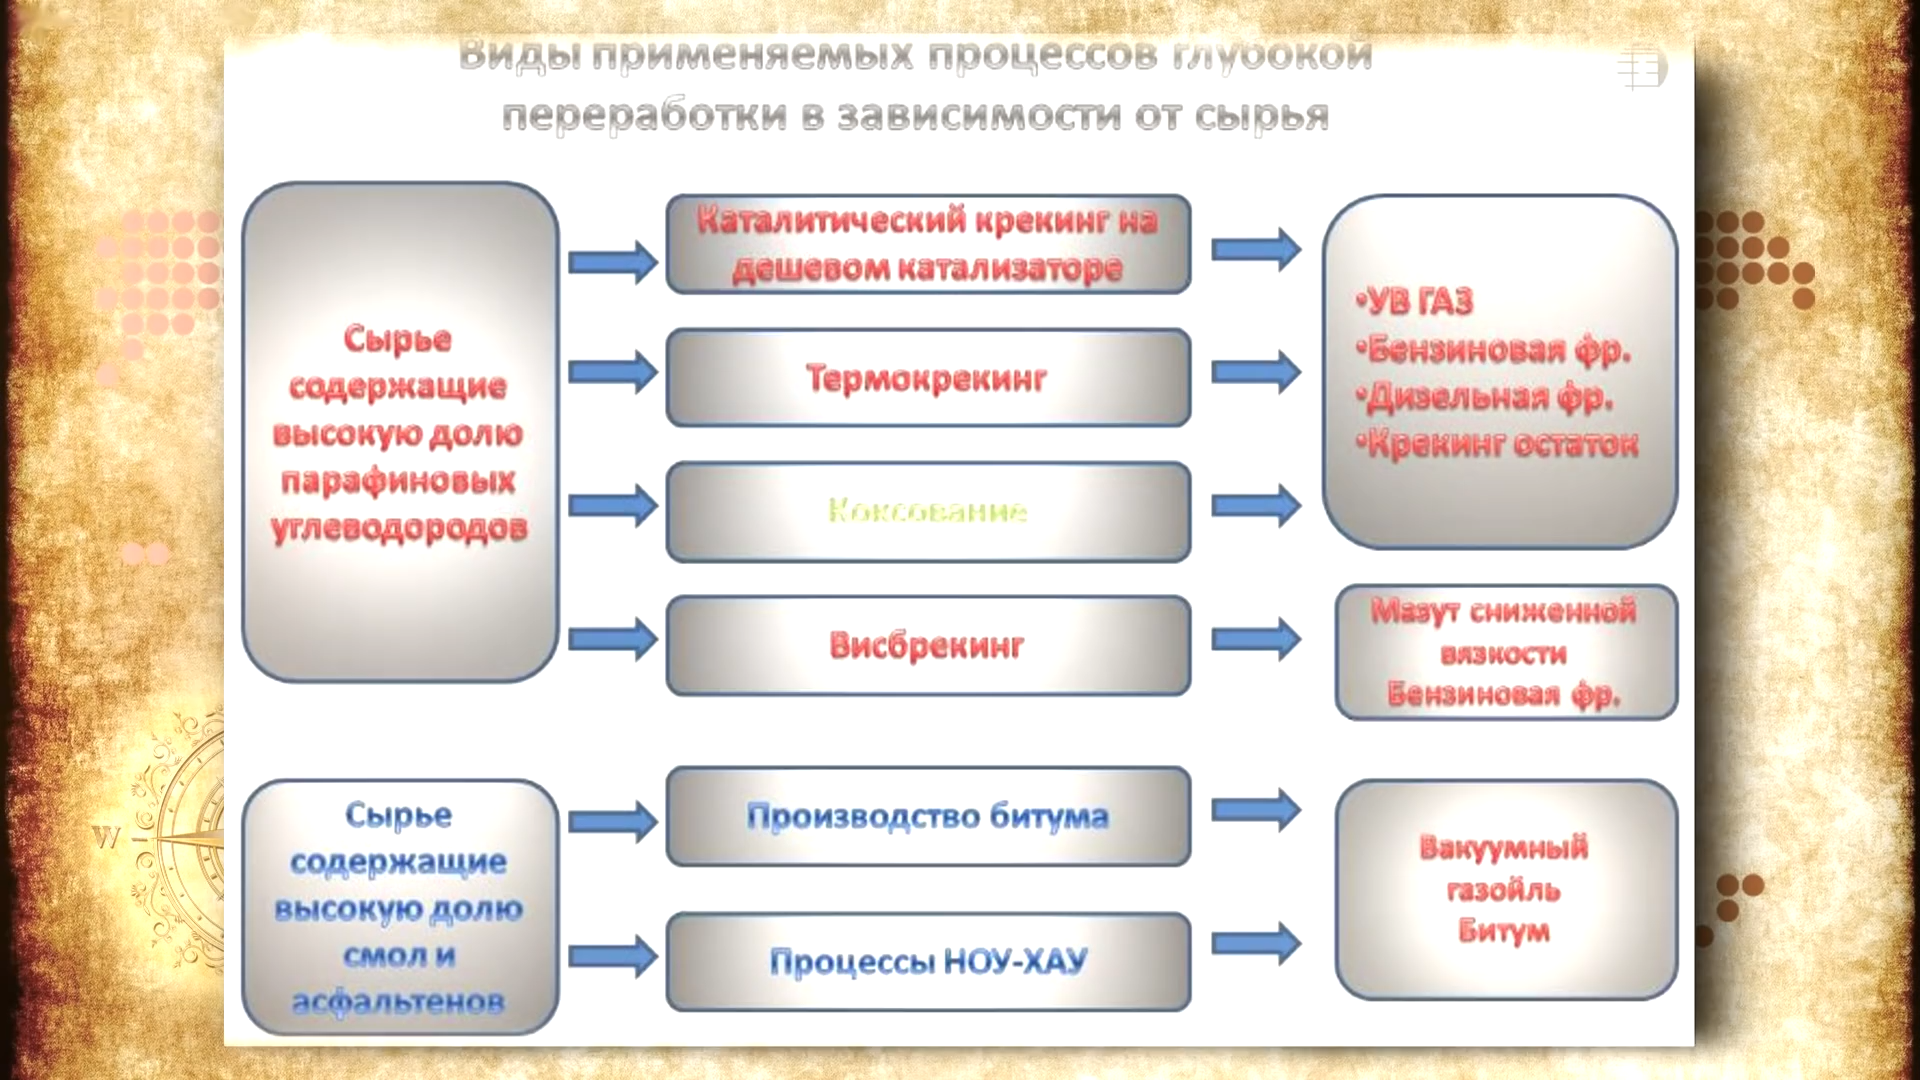 Виды применяемых процессов глубокой
переработки в зависимости от сырья
Сырье
содержащие
высокую долю
парафиновых
углеводородов
Каталитический крекинг на
дешевом катализаторе
Термокрекинг
Коксование
Висбрекинг
•УВ ГАЗ
•Бензиновая фр.
•Дизельная фр.
•Крекинг остаток
Мазут сниженной
вязкости
Бензиновая фр.
Сырье
содержащие
высокую долю
смол и
асфальтенов
Производство битума
Процессы НОУ-ХАУ
Вакуумный
газойль
Битум
W